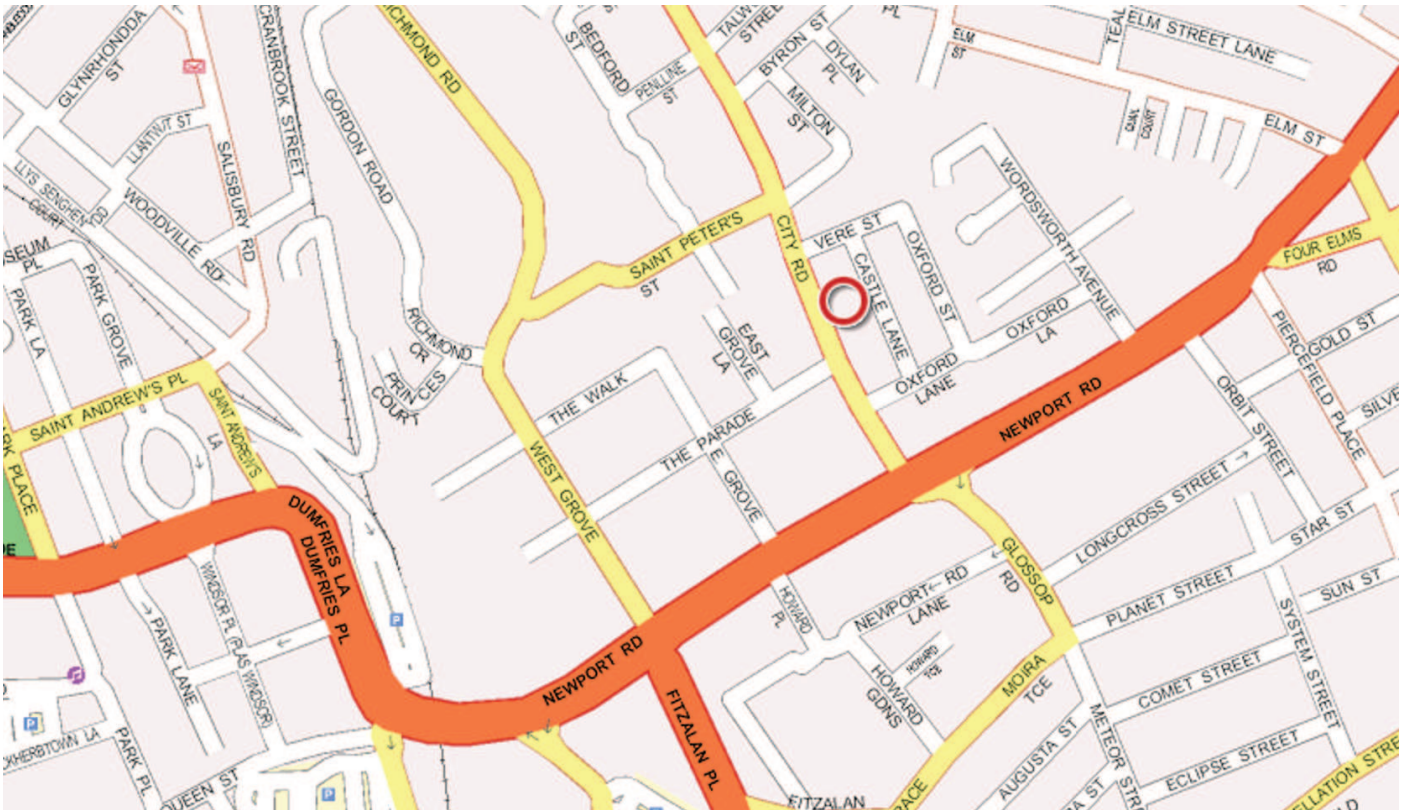 GLYNRHONDDA
ST
CRANBROOK STREET
RICHMOND RD
BEDFORD
ST
PENLLINE
ST
BYRON ST
DYLAN
PL
PL
MILTON
ST
ELM
ST
ELM STREET LANE
ELM ST
COURT
LLANTWIT ST
SALISBURY RD
GORDON ROAD
LLYS SENGHENYDD
COURT
WOODVILLE RD
PL
PARK LA
PARK GROVE
SAINT PETER'S
ST
CITY RD
VERE ST
CASTLE LANE
OXFORD ST
WORDSWORTH AVENUE
OXFORD
LA
OXFORD
LANE
FOUR ELMS
RD
PIERCEFIELD PLACE
GOLD ST
RICHMOND
CR
PRINCES
COURT
EAST
GROVE
LA
THE WALK
THE PARADE
THE GROVE
WEST GROVE
SAINT ANDREW'S PL
SAINT ANDREW'S
LA
NEWPORT RD
ORBIT STREET
LONGCROSS STREET
STAR ST
SUN ST
DUMFRIES LA
DUMFRIES PL
WINDSOR PL (PLAS WINDSOR)
PARK LANE
PARK PL
GLOSSOP
RD
NEWPORT RD
LANE
HOWARD
PL
HOWARD
TCE
HOWARD
GDNS
PLANET STREET
SYSTEM STREET
MOIRA
TCE
COMET STREET
NEWPORT RD
FITZALAN PL
METEOR STR
AUGUSTA ST
ECLIPSE STREET
QUEEN ST
FITZALAN
P
P
P